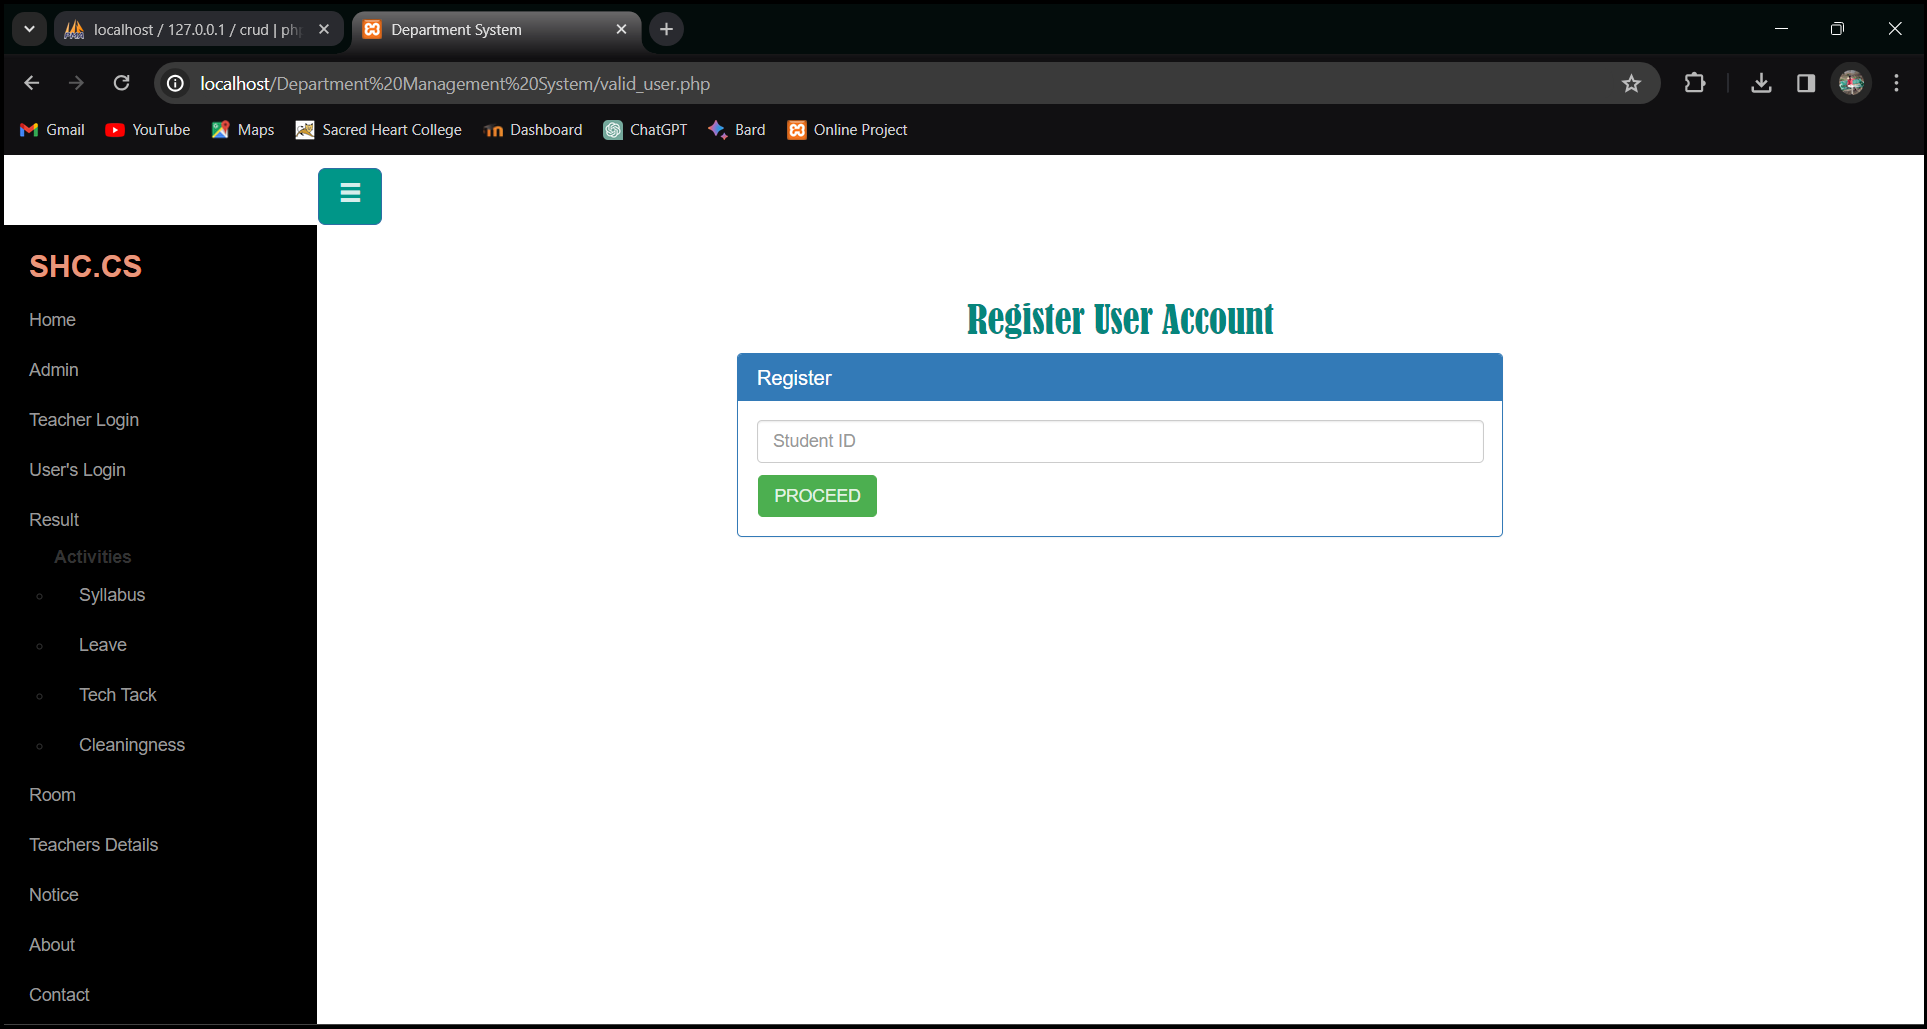 localhost / 127.0.0.1 / crud | php
Department System
localhost/Department%20Management%20System/valid_user.php
Gmail YouTube Maps Sacred Heart College Dashboard ChatGPT Bard Online Project
SHC.CS
Home
Admin
Teacher Login
User's Login
Result
Activities
Syllabus
Leave
Tech Tack
Cleaningness
Room
Teachers Details
Notice
About
Contact
Register User Account
Register
Student ID
PROCEED